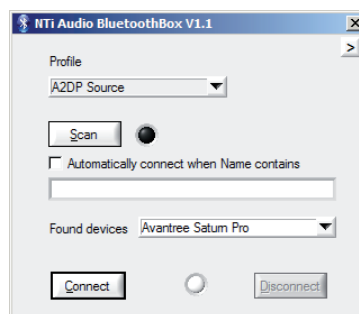 NTi Audio BluetoothBox V1.1
>
Profile
A2DP Source
Scan
Automatically connect when Name contains
Found devices Avantree Saturn Pro
Connect Disconnect